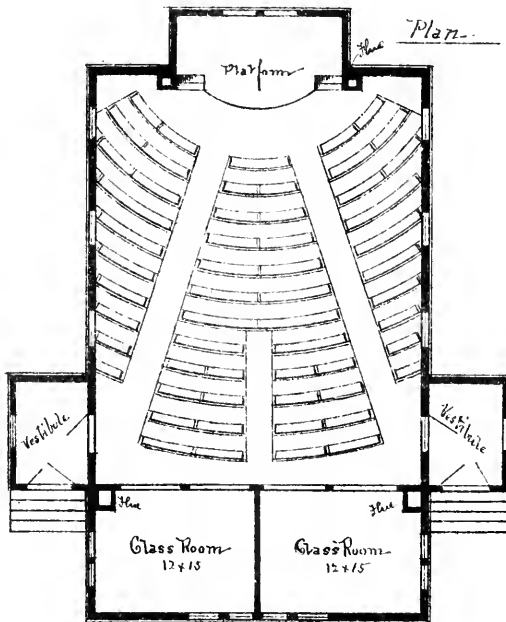 Plan
Flue
Platform
Vestibule
Vestibule
Flue
Flue
Class Room
12 x 15
Class Room
12 x 15